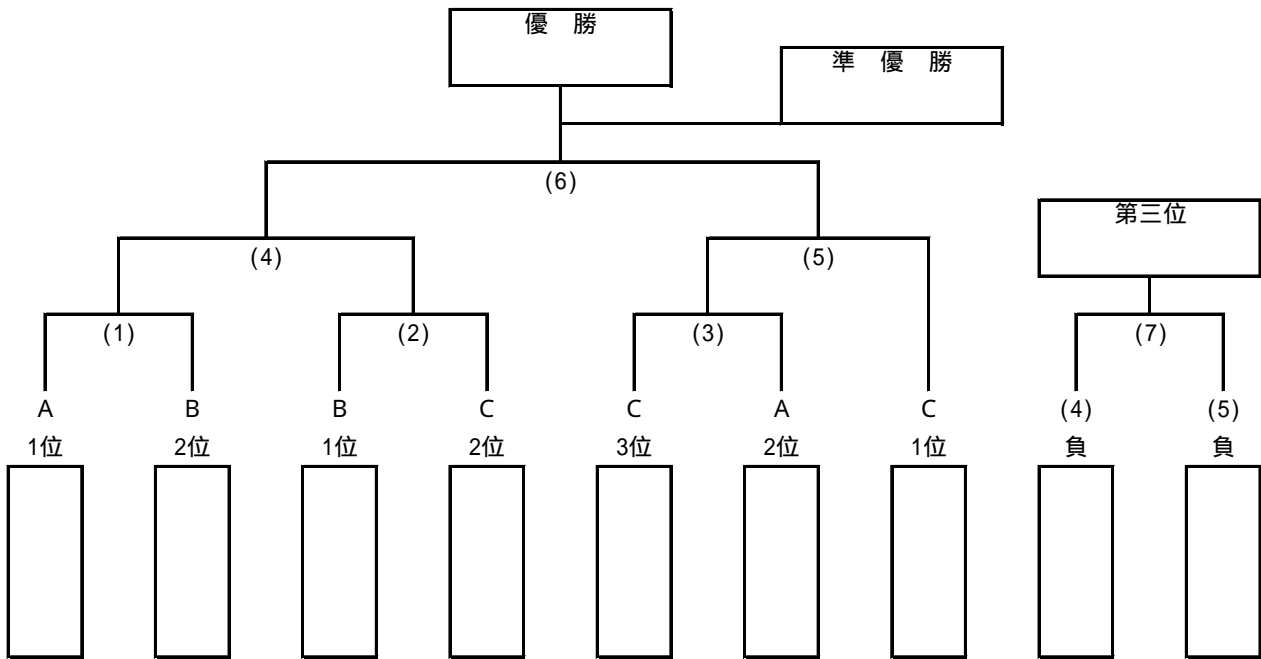 優 勝
準 優 勝
(6)
第三位
(4) (5)
(1) (2) (3) (7)
A B B C C A C (4) (5)
1位 2位 1位 2位 3位 2位 1位 負 負